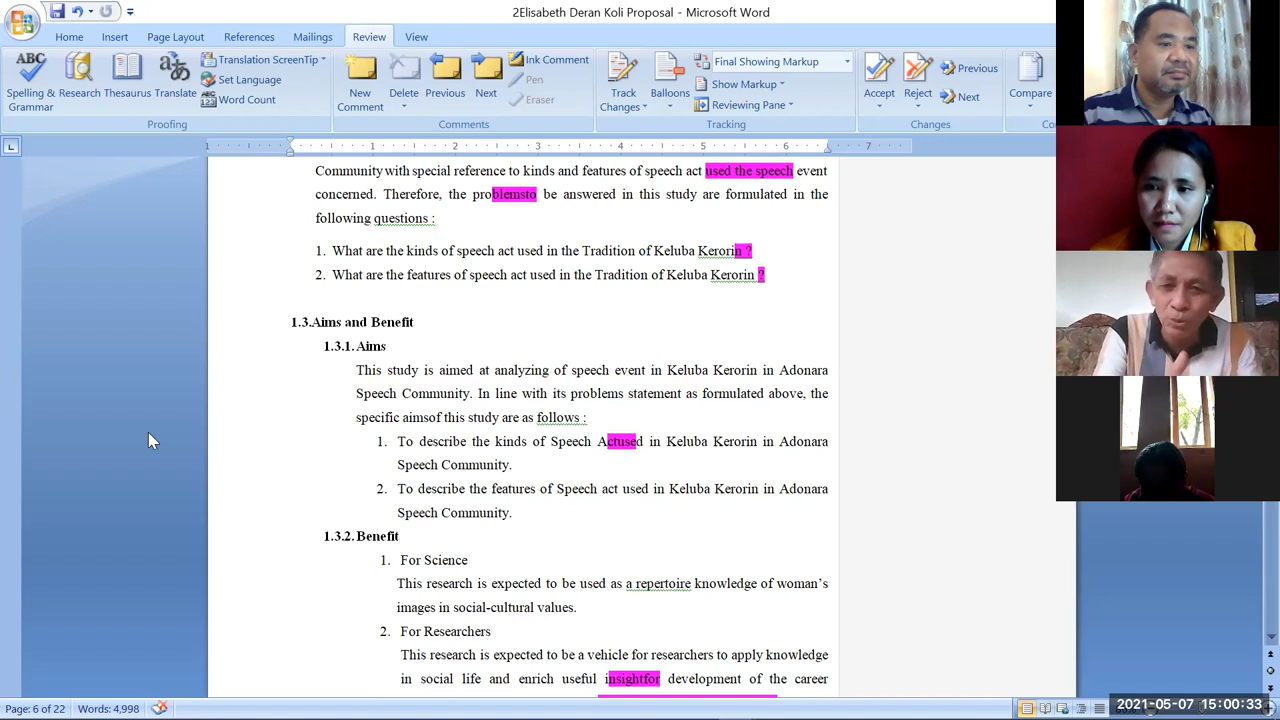 2Elisabeth Deran Koli Proposal - Microsoft Word
Home Insert Page Layout References Mailings Review View
ABC Spelling & Grammar
Research
Thesaurus
Translate
Translation ScreenTip
Set Language
Word Count
Proofing
New Comment
Delete
Previous
Next
Ink Comment
Pen
Eraser
Comments
Track Changes
Balloons
Final Showing Markup
Show Markup
Reviewing Pane
Tracking
Accept
Reject
Previous
Next
Changes
Compare
Co
1 1 2 3 4 5 6 7
Community with special reference to kinds and features of speech act used the speech event
concerned. Therefore, the problemsto be answered in this study are formulated in the
following questions :
1. What are the kinds of speech act used in the Tradition of Keluba Kerorin ?
2. What are the features of speech act used in the Tradition of Keluba Kerorin ?
1.3.Aims and Benefit
1.3.1. Aims
This study is aimed at analyzing of speech event in Keluba Kerorin in Adonara
Speech Community. In line with its problems statement as formulated above, the
specific aimsof this study are as follows :
1. To describe the kinds of Speech Actused in Keluba Kerorin in Adonara
Speech Community.
2. To describe the features of Speech act used in Keluba Kerorin in Adonara
Speech Community.
1.3.2. Benefit
1. For Science
This research is expected to be used as a repertoire knowledge of woman's
images in social-cultural values.
2. For Researchers
This research is expected to be a vehicle for researchers to apply knowledge
in social life and enrich useful insightfor development of the career
Page: 6 of 22 Words: 4,998
2021-05-07 15:00:33